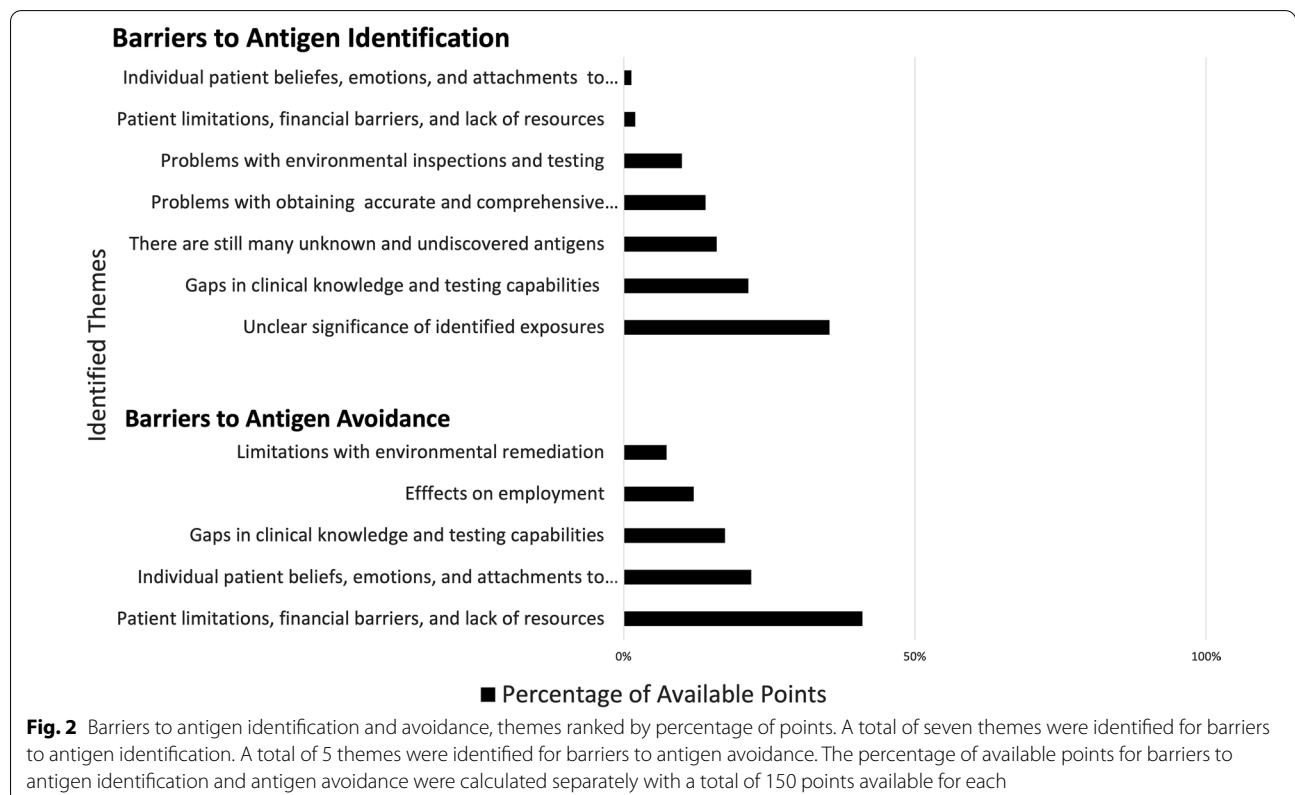 Barriers to Antigen Identification
Individual patient beliefes, emotions, and attachments to...
Patient limitations, financial barriers, and lack of resources
Problems with environmental inspections and testing
Problems with obtaining accurate and comprehensive...
There are still many unknown and undiscovered antigens
Gaps in clinical knowledge and testing capabilities
Unclear significance of identified exposures
Identified Themes
Barriers to Antigen Avoidance
Limitations with environmental remediation
Efffects on employment
Gaps in clinical knowledge and testing capabilities
Individual patient beliefs, emotions, and attachments to...
Patient limitations, financial barriers, and lack of resources
0% 50% 100%
Percentage of Available Points
Fig. 2 Barriers to antigen identification and avoidance, themes ranked by percentage of points. A total of seven themes were identified for barriers
to antigen identification. A total of 5 themes were identified for barriers to antigen avoidance. The percentage of available points for barriers to
antigen identification and antigen avoidance were calculated separately with a total of 150 points available for each